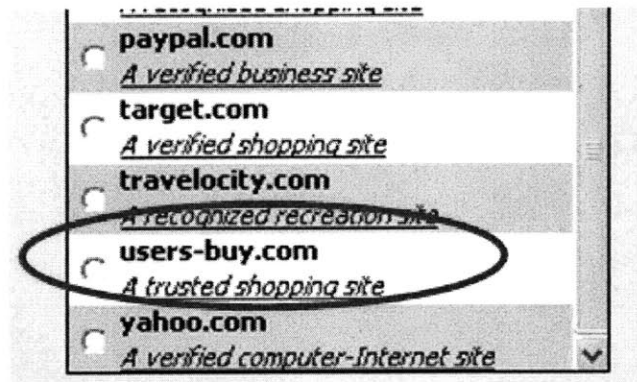 paypal.com
A verified business site
target.com
A verified shopping site
travelocity.com
A recognized recreation site
users-buy.com
A trusted shopping site
yahoo.com
A verified computer-Internet site